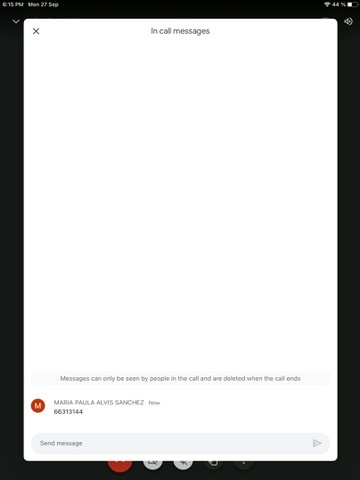 6:15 PM Mon 27 Sep
44 %
In call messages
Messages can only be seen by people in the call and are deleted when the call ends
MARIA PAULA ALVIS SANCHEZ Now
M
66313144
Send message